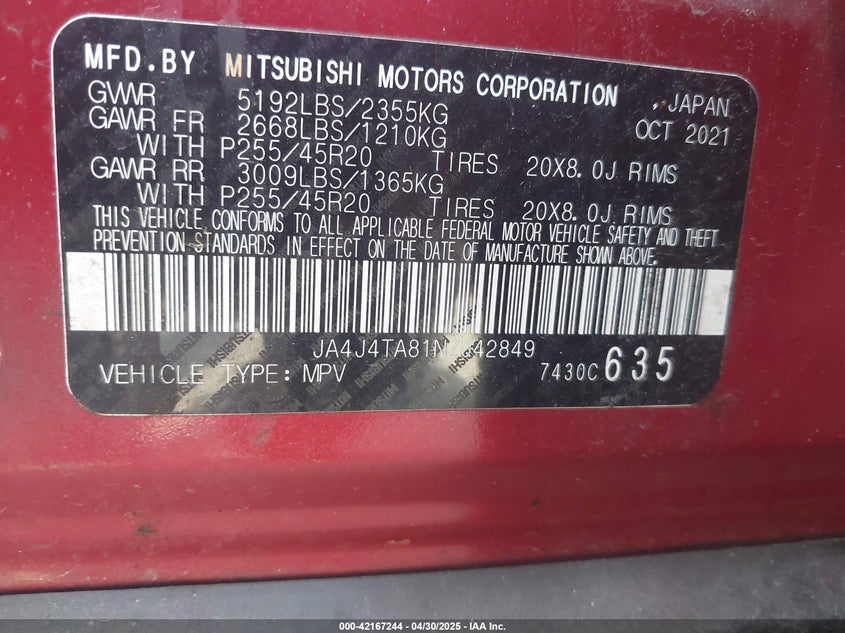 MFD.BY MITSUBISHI MOTORS CORPORATION , JAPAN
GVWR 5192LBS/2355KG OCT 2021
GAWR FR 2668LBS/1210KG
WITH P255/45R20 TIRES 20X8.0J RIMS
GAWR RR 3009LBS/1365KG
WITH P255/45R20 TIRES 20X8.0J RIMS
THIS VEHICLE CONFORMS TO ALL APPLICABLE FEDERAL MOTOR VEHICLE SAFETY AND THEFT
PREVENTION STANDARDS IN EFFECT ON THE DATE OF MANUFACTURE SHOWN ABOVE.
VEHICLE TYPE: MPV 7430C 635
000-42167244 - 04/30/2025 - IAA Inc.